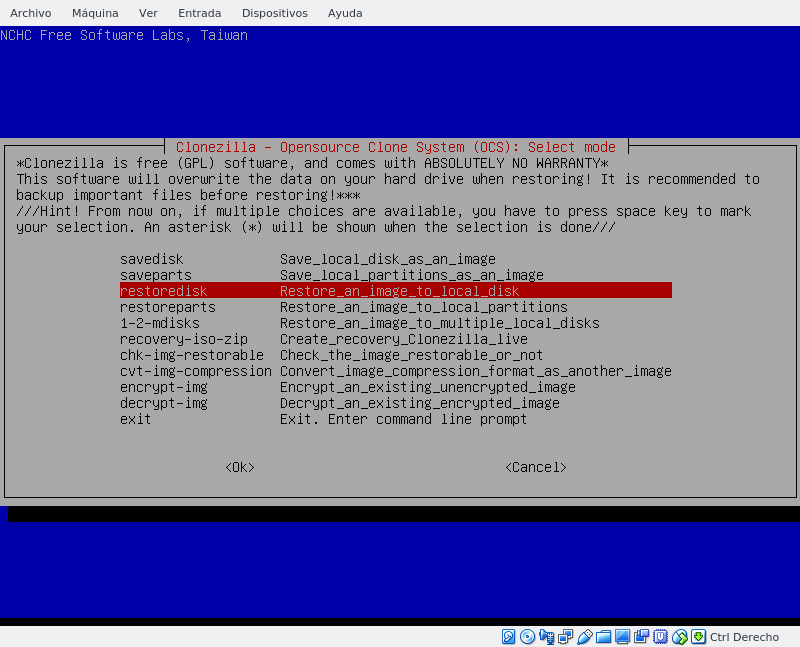 Archivo Máquina Ver Entrada Dispositivos Ayuda
NCHC Free Software Labs, Taiwan
Clonezilla - Opensource Clone System (OCS): Select mode
*Clonezilla is free (GPL) software, and comes with ABSOLUTELY NO WARRANTY*
This software will overwrite the data on your hard drive when restoring! It is recommended to
backup important files before restoring!***
///Hint! From now on, if multiple choices are available, you have to press space key to mark
your selection. An asterisk (*) will be shown when the selection is done///
savedisk Save_local_disk_as_an_image
saveparts Save_local_partitions_as_an_image
restoredisk Restore_an_image_to_local_disk
restoreparts Restore_an_image_to_local_partitions
1-2-mdisks Restore_an_image_to_multiple_local_disks
recovery-iso-zip Create_recovery_Clonezilla_live
chk-img-restorable Check_the_image_restorable_or_not
cvt-img-compression Convert_image_compression_format_as_another_image
encrypt-img Encrypt_an_existing_unencrypted_image
decrypt-img Decrypt_an_existing_encrypted_image
exit Exit. Enter command line prompt
<Ok> <Cancel>
Ctrl Derecho